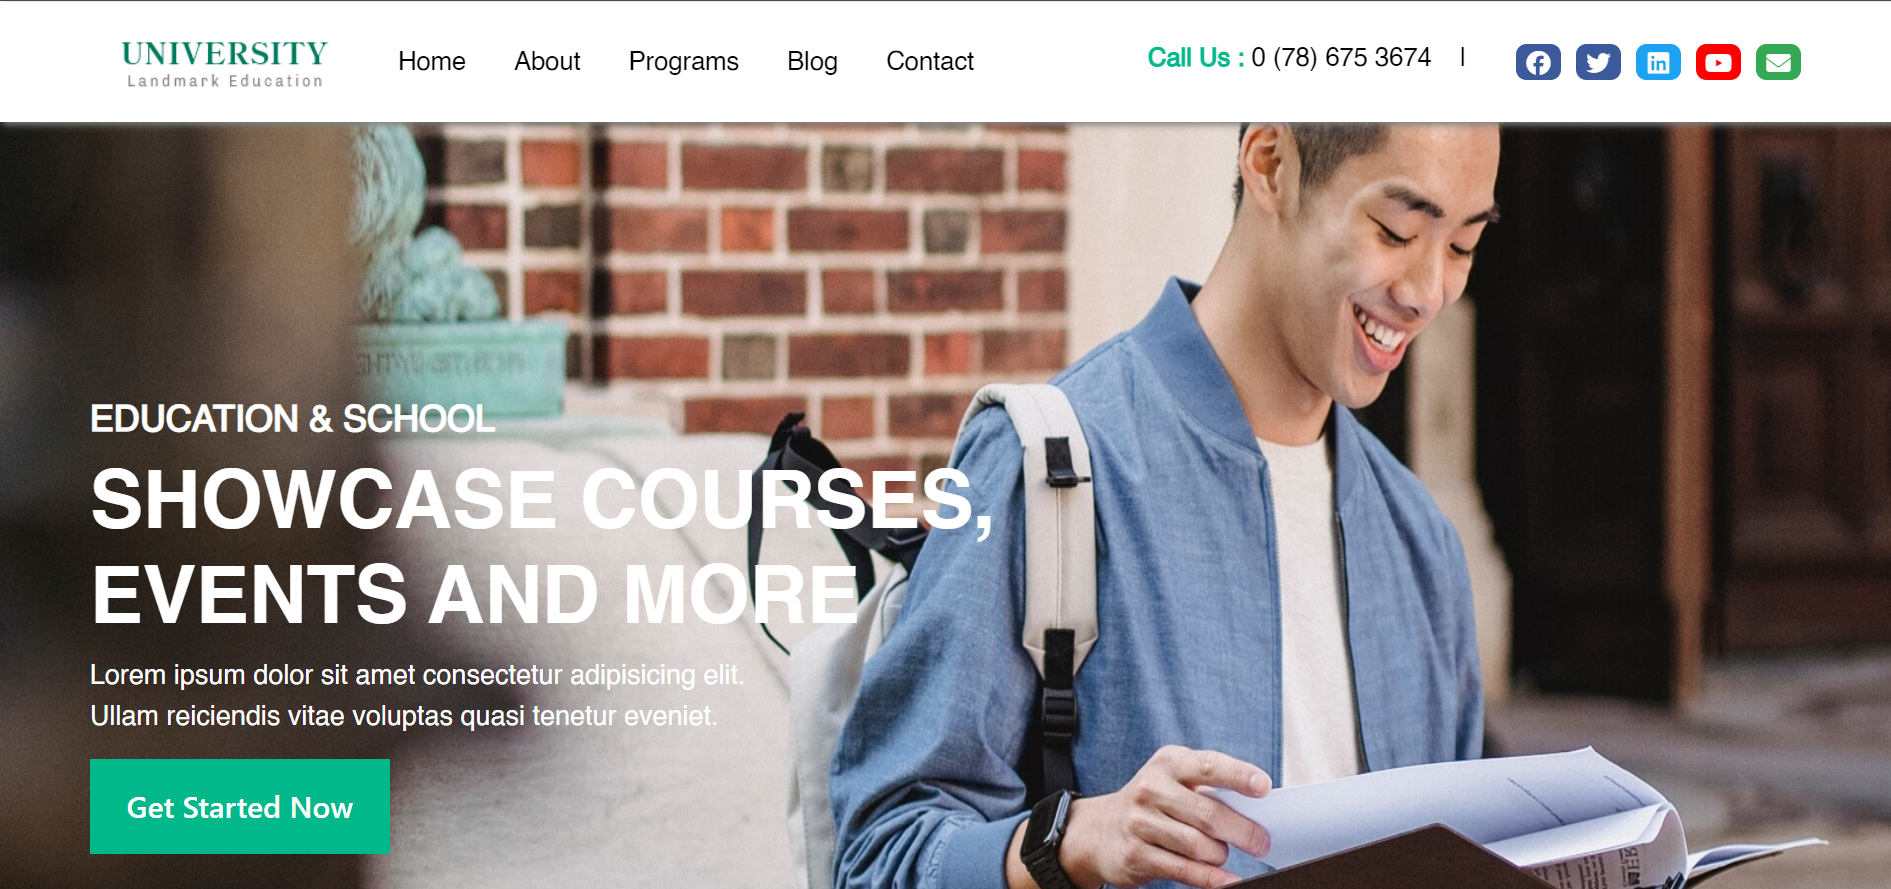 UNIVERSITY
Landmark Education
Home About Programs Blog Contact
Call Us : 0 (78) 675 3674 |
EDUCATION & SCHOOL
SHOWCASE COURSES,
EVENTS AND MORE
Lorem ipsum dolor sit amet consectetur adipisicing elit.
Ullam reiciendis vitae voluptas quasi tenetur eveniet.
Get Started Now